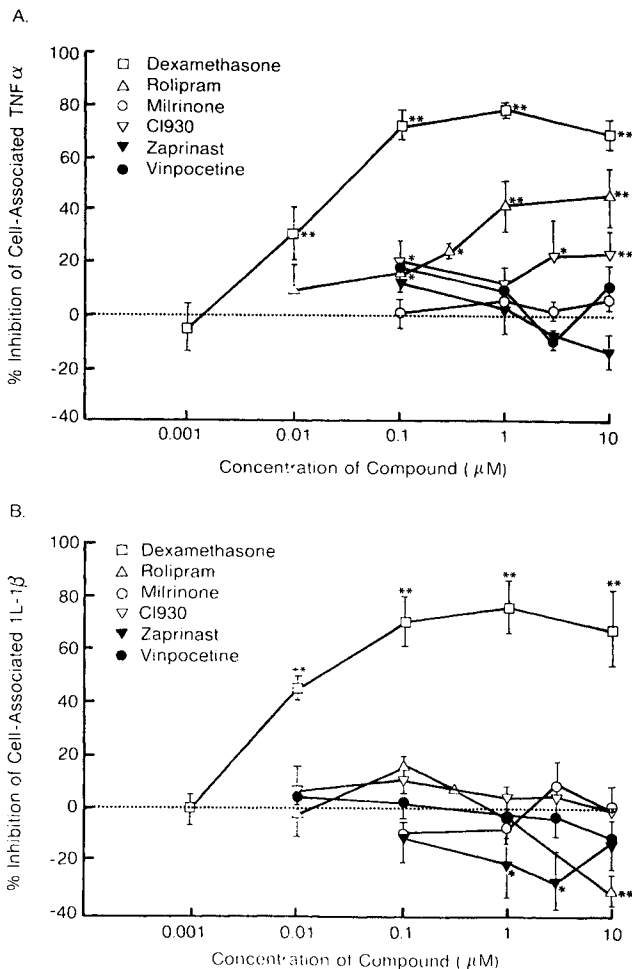 A.
% Inhibition of Cell-Associated TNFα
100
80
60
40
20
0
-20
-40
Dexamethasone
Rolipram
Milrinone
CI930
Zaprinast
Vinpocetine
**
**
**
**
*
*
*
**
**
*
**
0.001
0.01
0.1
1
10
Concentration of Compound (μM)
B.
% Inhibition of Cell-Associated 1L-1β
100
80
60
40
20
0
-20
-40
Dexamethasone
Rolipram
Milrinone
CI930
Zaprinast
Vinpocetine
**
**
**
**
*
*
**
0.001
0.01
0.1
1
10
Concentration of Compound (μM)